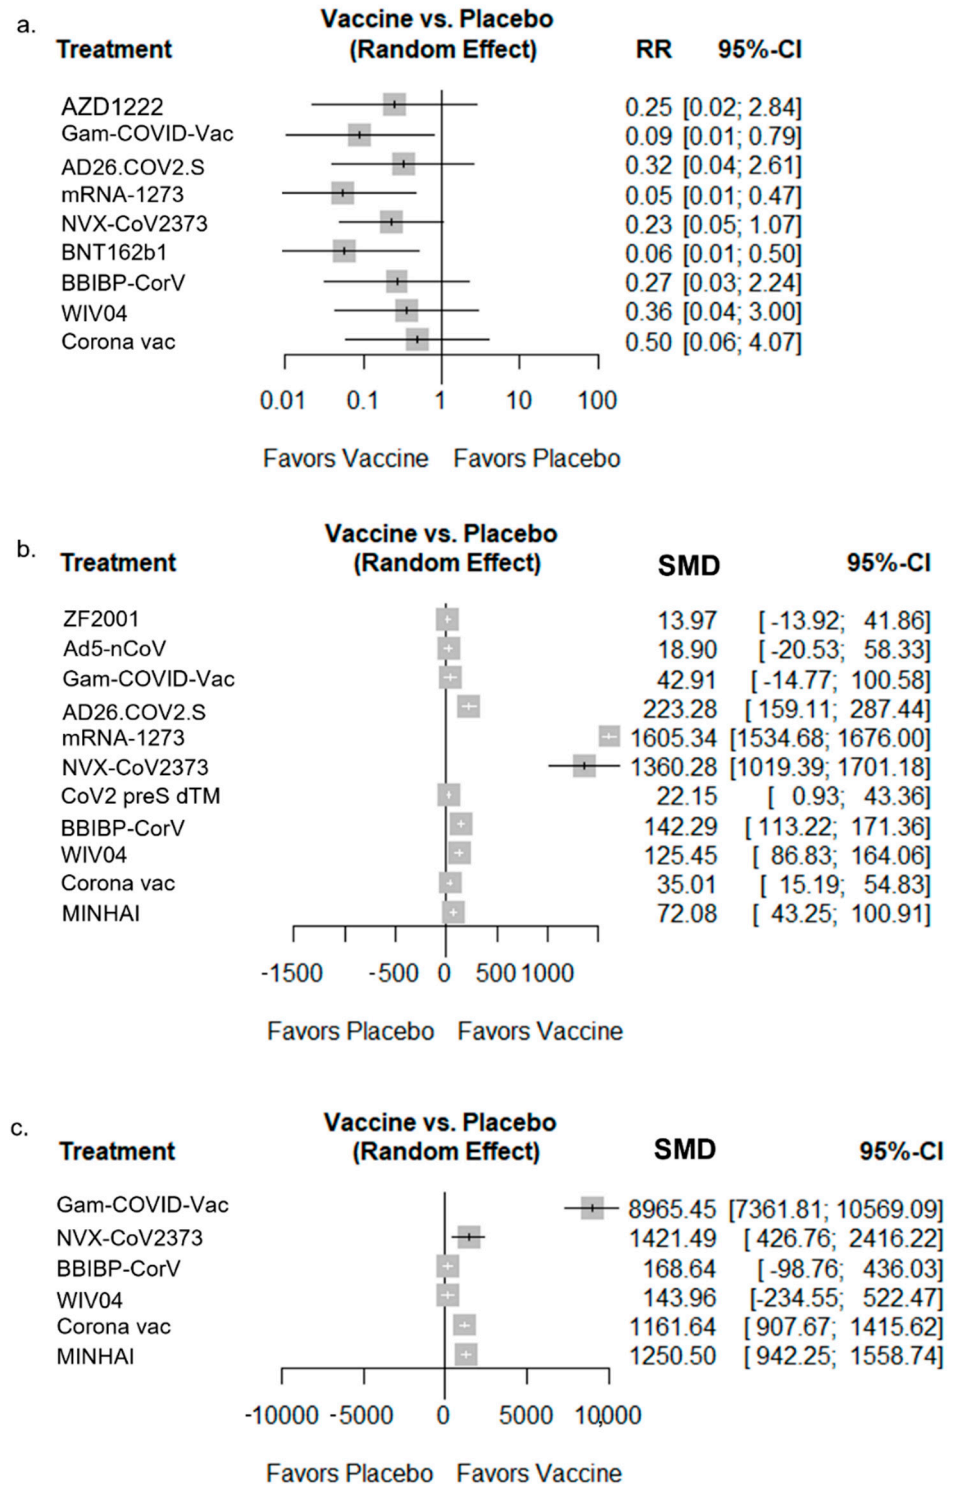 a.
Vaccine vs. Placebo
Treatment (Random Effect) RR 95%-CI
AZD1222 0.25 [0.02; 2.84]
Gam-COVID-Vac 0.09 [0.01; 0.79]
AD26.COV2.S 0.32 [0.04; 2.61]
mRNA-1273 0.05 [0.01; 0.47]
NVX-CoV2373 0.23 [0.05; 1.07]
BNT162b1 0.06 [0.01; 0.50]
BBIBP-CorV 0.27 [0.03; 2.24]
WIV04 0.36 [0.04; 3.00]
Corona vac 0.50 [0.06; 4.07]
0.01 0.1 1 10 100
Favors Vaccine Favors Placebo
b.
Vaccine vs. Placebo
Treatment (Random Effect) SMD 95%-CI
ZF2001 13.97 [ -13.92; 41.86]
Ad5-nCoV 18.90 [ -20.53; 58.33]
Gam-COVID-Vac 42.91 [ -14.77; 100.58]
AD26.COV2.S 223.28 [ 159.11; 287.44]
mRNA-1273 1605.34 [1534.68; 1676.00]
NVX-CoV2373 1360.28 [1019.39; 1701.18]
CoV2 preS dTM 22.15 [ 0.93; 43.36]
BBIBP-CorV 142.29 [ 113.22; 171.36]
WIV04 125.45 [ 86.83; 164.06]
Corona vac 35.01 [ 15.19; 54.83]
MINHAI 72.08 [ 43.25; 100.91]
-1500 -500 0 500 1000
Favors Placebo Favors Vaccine
c.
Vaccine vs. Placebo
Treatment (Random Effect) SMD 95%-CI
Gam-COVID-Vac 8965.45 [7361.81; 10569.09]
NVX-CoV2373 1421.49 [ 426.76; 2416.22]
BBIBP-CorV 168.64 [ -98.76; 436.03]
WIV04 143.96 [-234.55; 522.47]
Corona vac 1161.64 [ 907.67; 1415.62]
MINHAI 1250.50 [ 942.25; 1558.74]
-10000 -5000 0 5000 10,000
Favors Placebo Favors Vaccine